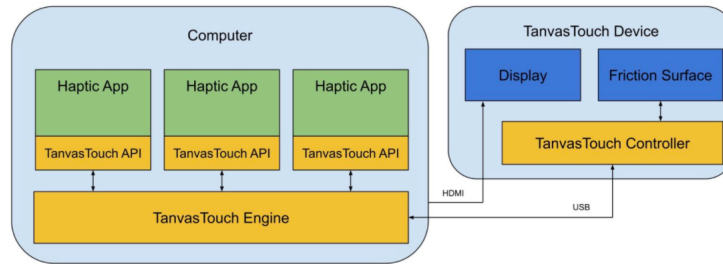 Computer
TanvasTouch Device
Haptic App
Haptic App
Haptic App
TanvasTouch API
TanvasTouch API
TanvasTouch API
TanvasTouch Engine
Display
Friction Surface
TanvasTouch Controller
HDMI
USB